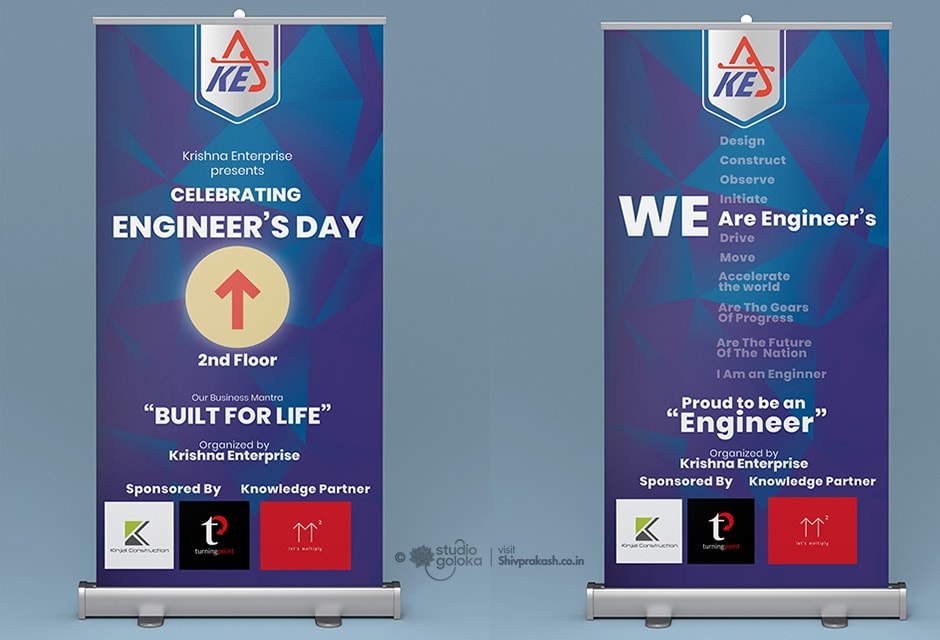 KE
Krishna Enterprise
presents
CELEBRATING
ENGINEER'S DAY
2nd Floor
Our Business Mantra
“BUILT FOR LIFE”
Organized by
Krishna Enterprise
Sponsored By Knowledge Partner
Kinjal Construction
t
turningpoint
2
let's multiply
KE
Design
Construct
Observe
Initiate
WE Are Engineer's
Drive
Move
Accelerate
the world
Are The Gears
Of Progress
Are The Future
Of The Nation
I Am an Enginner
Proud to be an
“Engineer”
Organized by
Krishna Enterprise
Sponsored By Knowledge Partner
Kinjal Construction
t
turningpoint
2
let's multiply
© studio
goloka
visit
Shivprakash.co.in